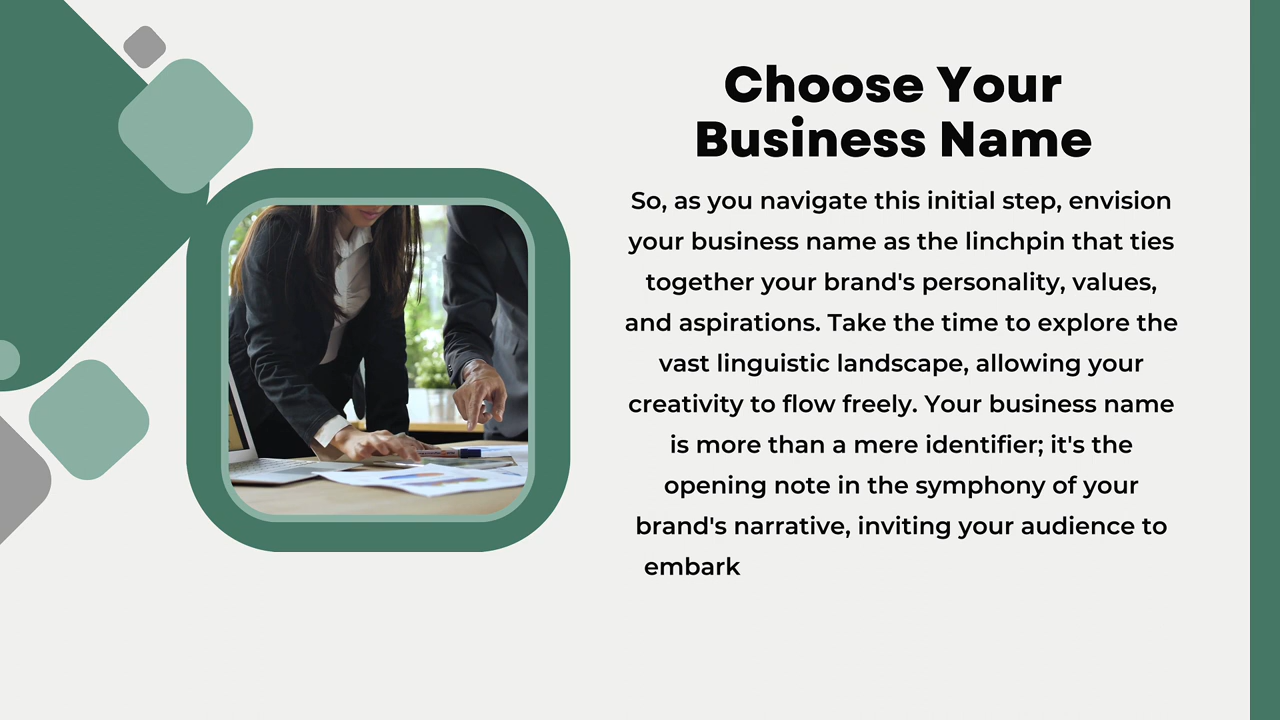 Choose Your
Business Name
So, as you navigate this initial step, envision
your business name as the linchpin that ties
together your brand's personality, values,
and aspirations. Take the time to explore the
vast linguistic landscape, allowing your
creativity to flow freely. Your business name
is more than a mere identifier; it's the
opening note in the symphony of your
brand's narrative, inviting your audience to
embark